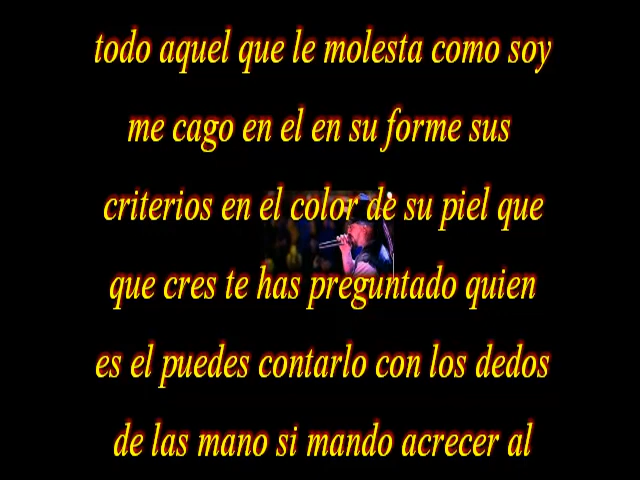 todo aquel que le molesta como soy
me cago en el en su forme sus
criterios en el color de su piel que
que cres te has preguntado quien
es el puedes contarlo con los dedos
de las mano si mando acrecer al